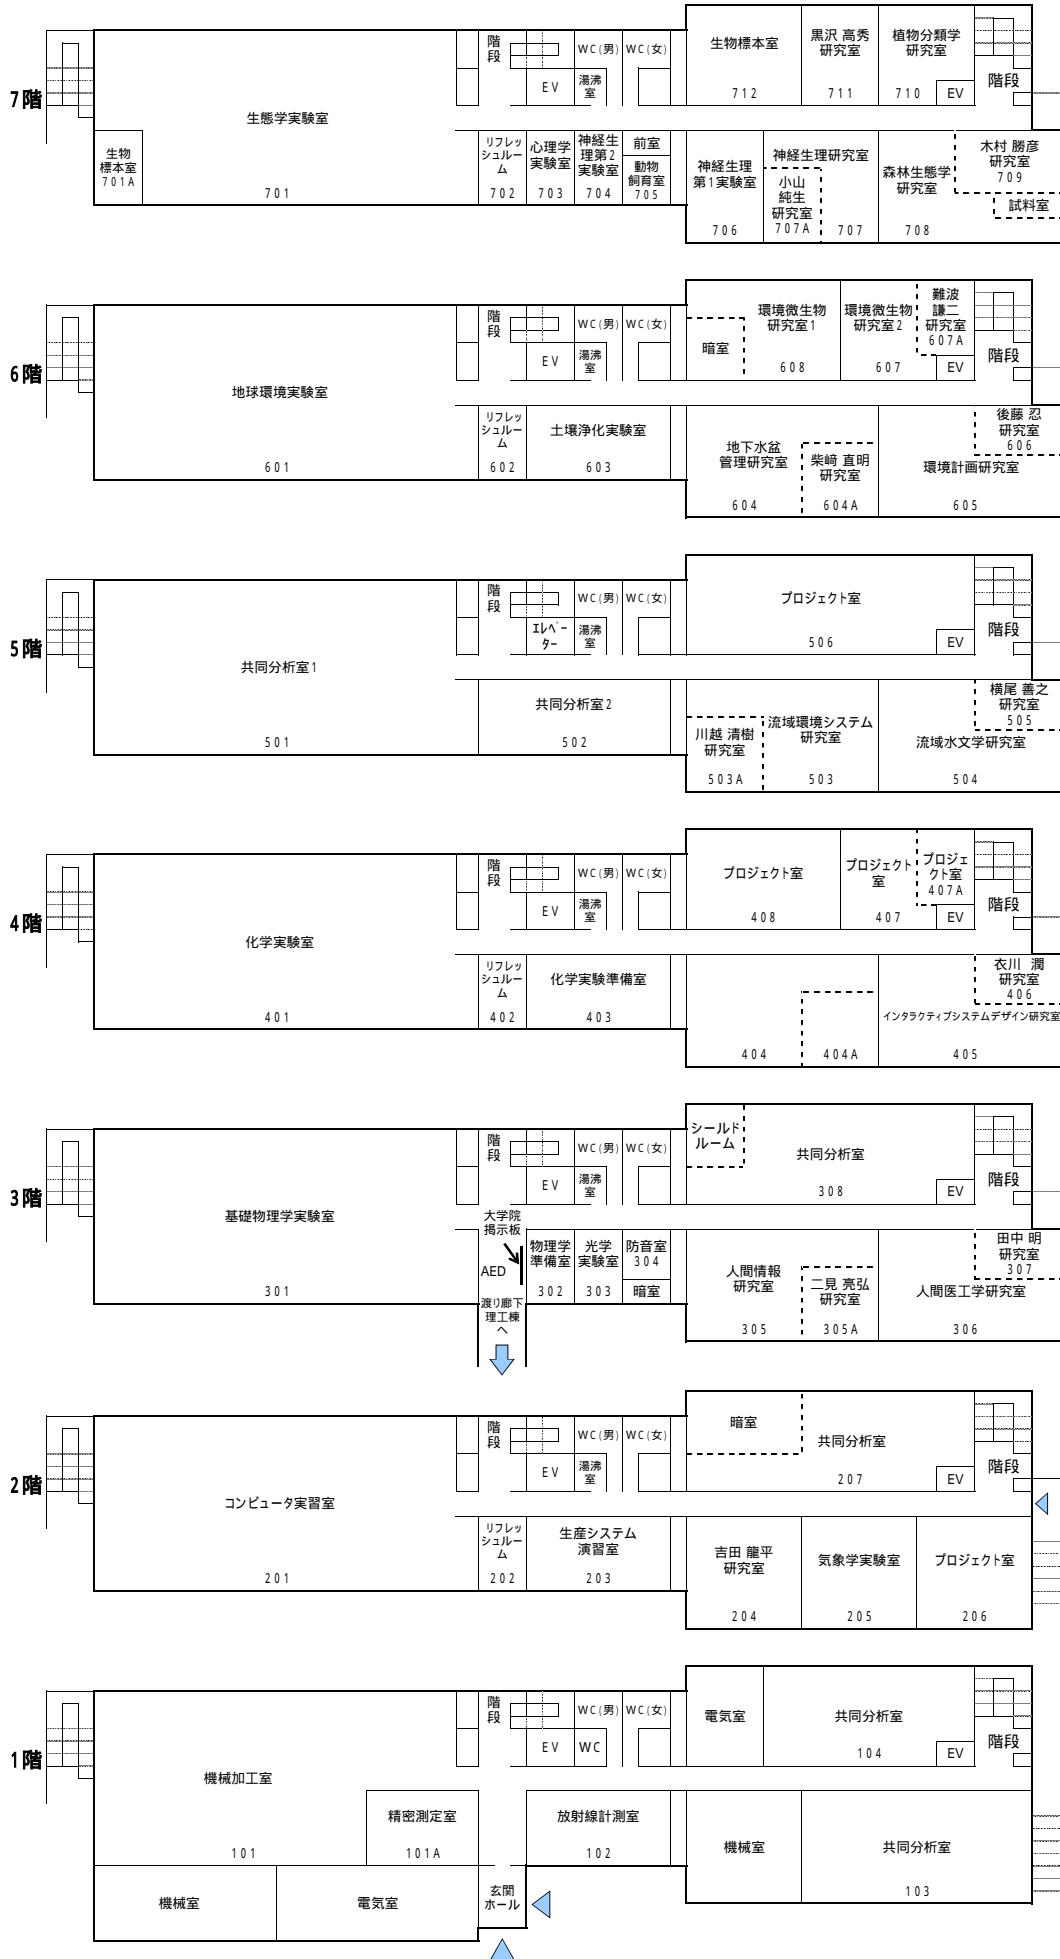 7階
生態学実験室
701
生物
標本室
701A
階
段
EV
WC(男)
WC(女)
湯沸
室
リフレッ
シュルー
ム
702
心理学
実験室
703
神経生
理第2
実験室
704
前室
動物
飼育室
705
生物標本室
712
黒沢 高秀
研究室
711
植物分類学
研究室
710
EV
階段
神経生理
第1実験室
706
神経生理研究室
小山
純生
研究室
707A
707
森林生態学
研究室
708
木村 勝彦
研究室
709
試料室
6階
地球環境実験室
601
階
段
EV
WC(男)
WC(女)
湯沸
室
リフレッ
シュルー
ム
602
土壌浄化実験室
603
暗室
環境微生物
研究室1
608
環境微生物
研究室2
607
難波
謙二
研究室
607A
EV
階段
地下水盆
管理研究室
604
柴﨑 直明
研究室
604A
環境計画研究室
605
後藤 忍
研究室
606
5階
共同分析室1
501
階
段
エレベー
ター
WC(男)
WC(女)
湯沸
室
共同分析室2
502
プロジェクト室
506
EV
階段
川越 清樹
研究室
503A
流域環境システム
研究室
503
流域水文学研究室
504
横尾 善之
研究室
505
4階
化学実験室
401
階
段
EV
WC(男)
WC(女)
湯沸
室
リフレッ
シュルー
ム
402
化学実験準備室
403
プロジェクト室
408
プロジェクト
室
407
プロジェ
クト室
407A
EV
階段
404
404A
インタラクティブシステムデザイン研究室
405
衣川 潤
研究室
406
3階
基礎物理学実験室
301
階
段
EV
WC(男)
WC(女)
湯沸
室
大学院
掲示板
AED
渡り廊下
理工棟
へ
物理学
準備室
302
光学
実験室
303
防音室
304
暗室
シールド
ルーム
共同分析室
308
EV
階段
人間情報
研究室
305
二見 亮弘
研究室
305A
人間医工学研究室
306
田中 明
研究室
307
2階
コンピュータ実習室
201
階
段
EV
WC(男)
WC(女)
湯沸
室
リフレッ
シュルー
ム
202
生産システム
演習室
203
暗室
共同分析室
207
EV
階段
吉田 龍平
研究室
204
気象学実験室
205
プロジェクト室
206
1階
機械加工室
101
精密測定室
101A
機械室
電気室
階
段
EV
WC(男)
WC(女)
WC
放射線計測室
102
玄関
ホール
電気室
共同分析室
104
EV
階段
機械室
共同分析室
103